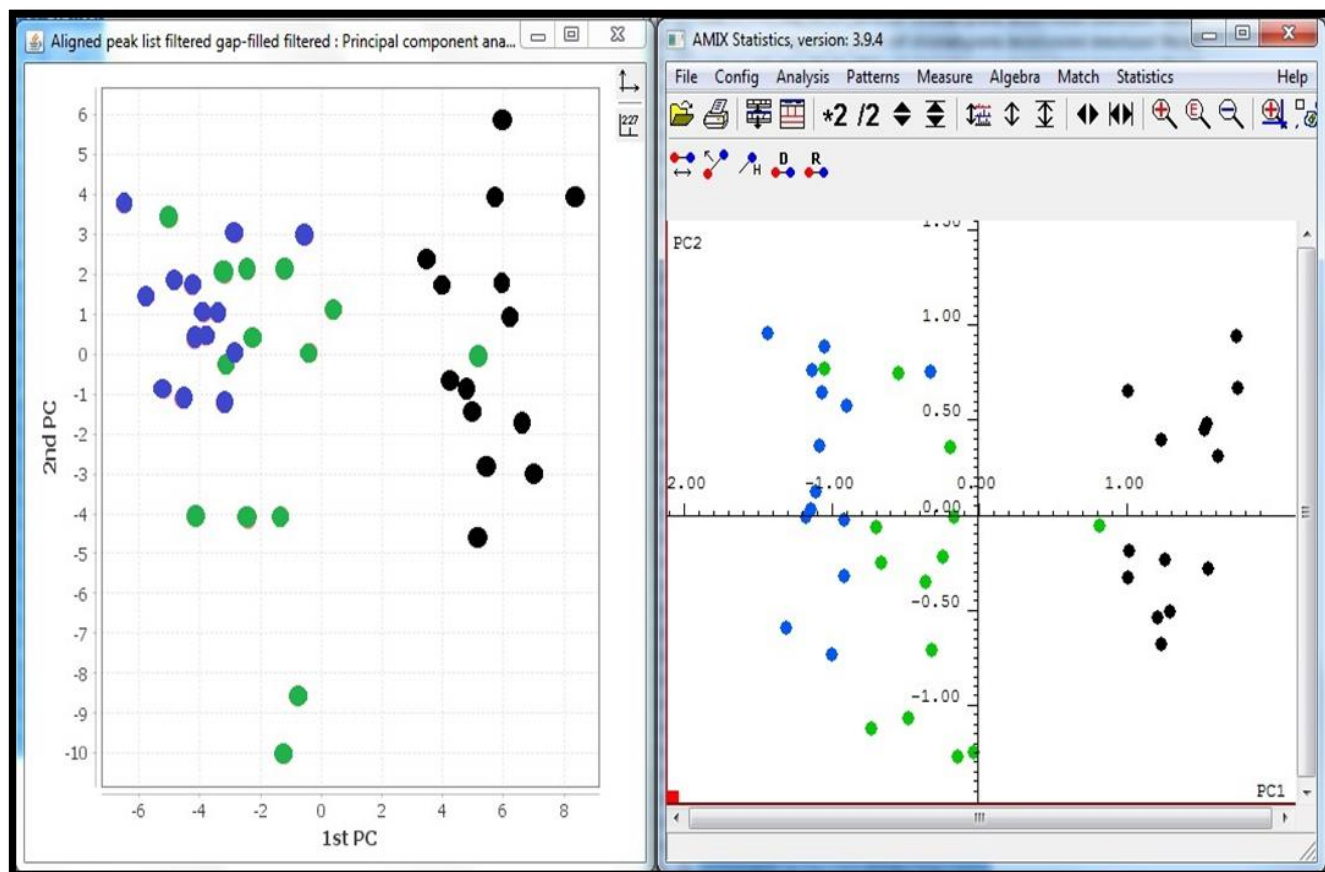 Aligned peak list filtered gap-filled filtered : Principal component ana...
227
6
5
4
3
2
1
0
-1
-2
-3
-4
-5
-6
-7
-8
-9
-10
2nd PC
-6 -4 -2 0 2 4 6 8
1st PC
AMIX Statistics, version: 3.9.4
File Config Analysis Patterns Measure Algebra Match Statistics Help
*2 /2 E
H D R
PC2
1.50
1.00
0.50
2.00 -1.00 0.00 1.00
0.00
-0.50
-1.00
PC1